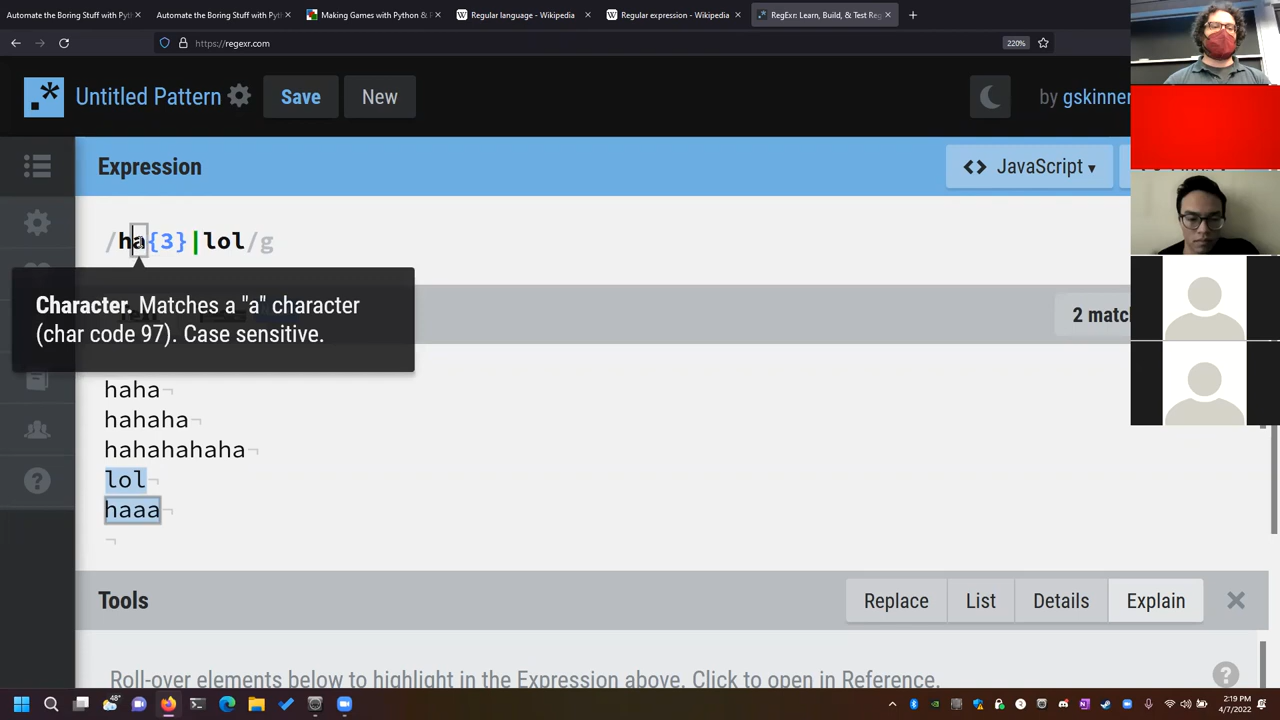 Automate the Boring Stuff with Pyth
Automate the Boring Stuff with Pyth
Making Games with Python & P
Regular language - Wikipedia
Regular expression - Wikipedia
RegExr: Learn, Build, & Test Reg
https://regexr.com
220%
Untitled Pattern
Save
New
by gskinner
Expression
<> JavaScript ▾
/ha{3}|lol/g
Character. Matches a "a" character
(char code 97). Case sensitive.
2 match
haha¬
hahaha¬
hahahahaha¬
lol¬
haaa¬
¬
Tools
Replace
List
Details
Explain
Roll-over elements below to highlight in the Expression above. Click to open in Reference.
48°
2:19 PM
4/7/2022